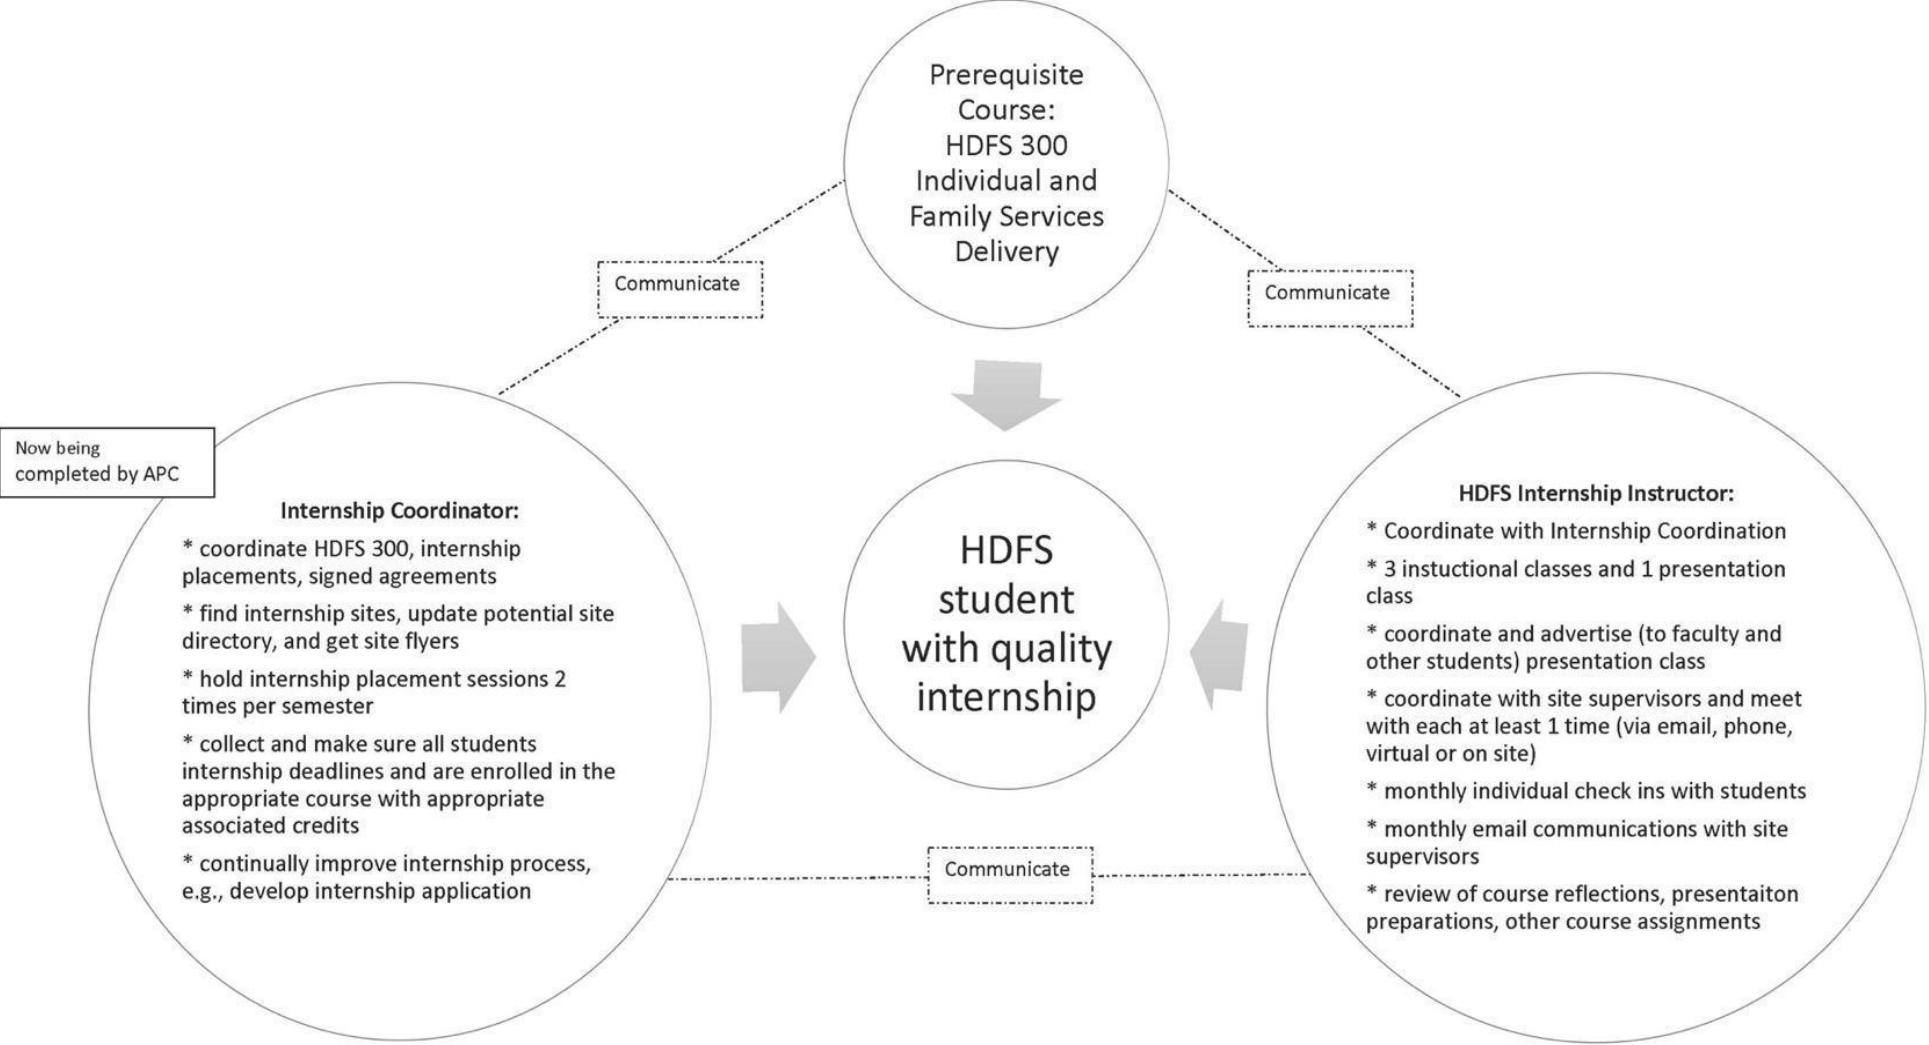 Prerequisite
Course:
HDFS 300
Individual and
Family Services
Delivery
Communicate
Communicate
Now being
completed by APC
Internship Coordinator:
* coordinate HDFS 300, internship
placements, signed agreements
* find internship sites, update potential site
directory, and get site flyers
* hold internship placement sessions 2
times per semester
* collect and make sure all students
internship deadlines and are enrolled in the
appropriate course with appropriate
associated credits
* continually improve internship process,
e.g., develop internship application
HDFS
student
with quality
internship
HDFS Internship Instructor:
* Coordinate with Internship Coordination
* 3 instuctional classes and 1 presentation
class
* coordinate and advertise (to faculty and
other students) presentation class
* coordinate with site supervisors and meet
with each at least 1 time (via email, phone,
virtual or on site)
* monthly individual check ins with students
* monthly email communications with site
supervisors
* review of course reflections, presentaiton
preparations, other course assignments
Communicate